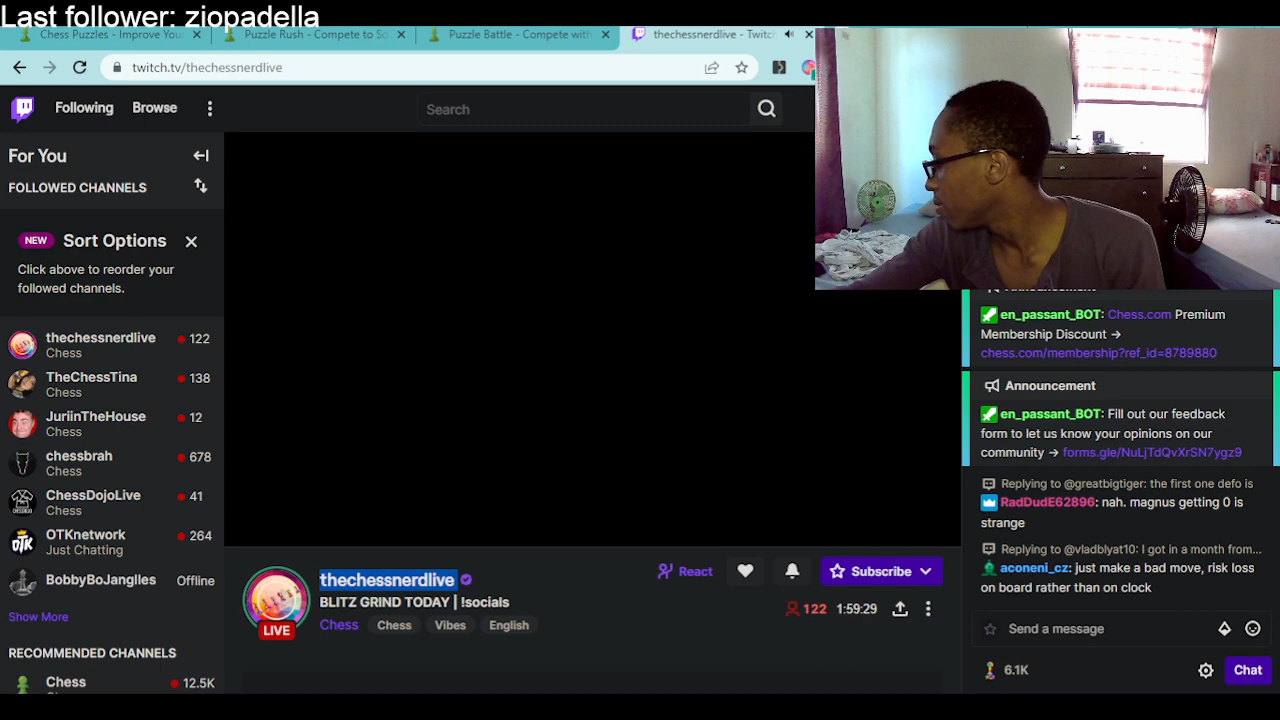 Last follower: ziopadella
Chess Puzzles - Improve Your
Puzzle Rush - Compete to So
Puzzle Battle - Compete with
thechessnerdlive - Twitch
twitch.tv/thechessnerdlive
Following
Browse
Search
For You
FOLLOWED CHANNELS
NEW Sort Options
Click above to reorder your
followed channels.
thechessnerdlive 122
Chess
TheChessTina 138
Chess
JuriinTheHouse 12
Chess
chessbrah 678
Chess
ChessDojoLive 41
Chess
OTKnetwork 264
Just Chatting
BobbyBoJanglles Offline
Show More
RECOMMENDED CHANNELS
Chess 12.5K
thechessnerdlive
BLITZ GRIND TODAY | !socials
Chess Chess Vibes English
LIVE
React
Subscribe
122 1:59:29
Announcement
en_passant_BOT: Chess.com Premium
Membership Discount →
chess.com/membership?ref_id=8789880
Announcement
en_passant_BOT: Fill out our feedback
form to let us know your opinions on our
community → forms.gle/NuLjTdQvXrSN7ygz9
Replying to @greatbigtiger: the first one defo is
RadDudE62896: nah. magnus getting 0 is
strange
Replying to @vladblyat10: I got in a month from...
aconeni_cz: just make a bad move, risk loss
on board rather than on clock
Send a message
6.1K
Chat